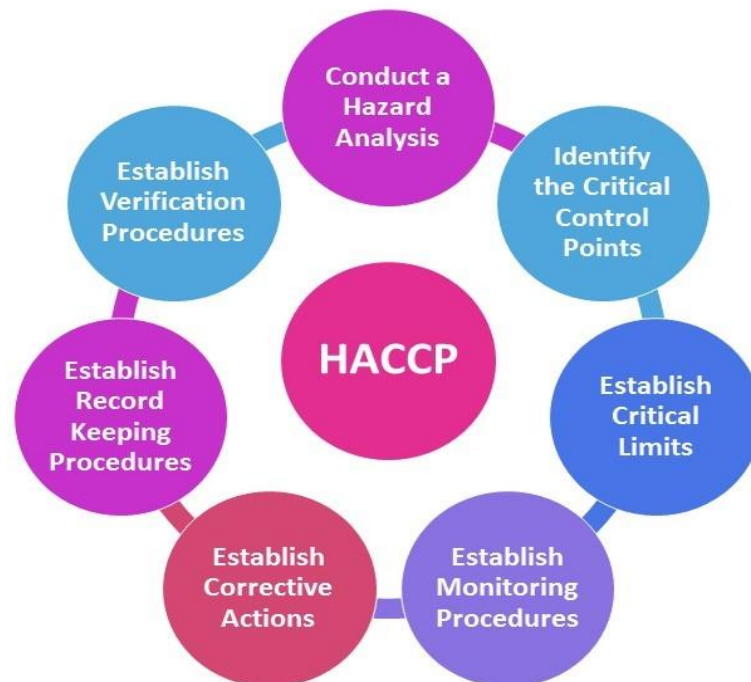 Conduct a
Hazard
Analysis
Identify
the Critical
Control
Points
Establish
Critical
Limits
Establish
Monitoring
Procedures
Establish
Corrective
Actions
Establish
Record
Keeping
Procedures
Establish
Verification
Procedures
HACCP